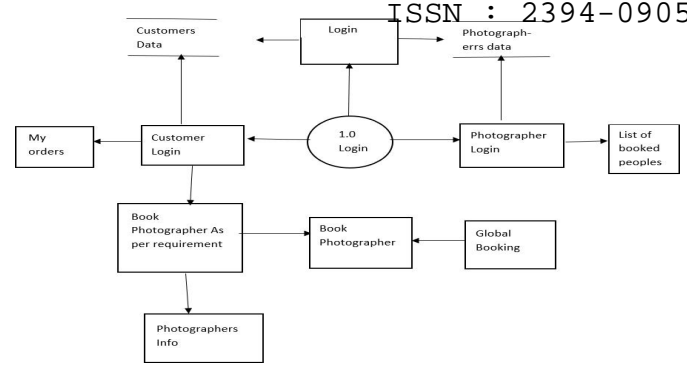 ISSN : 2394-0905
Customers
Data
Login
Photograph-
errs data
My
orders
Customer
Login
1.0
Login
Photographer
Login
List of
booked
peoples
Book
Photographer As
per requirement
Book
Photographer
Global
Booking
Photographers
Info